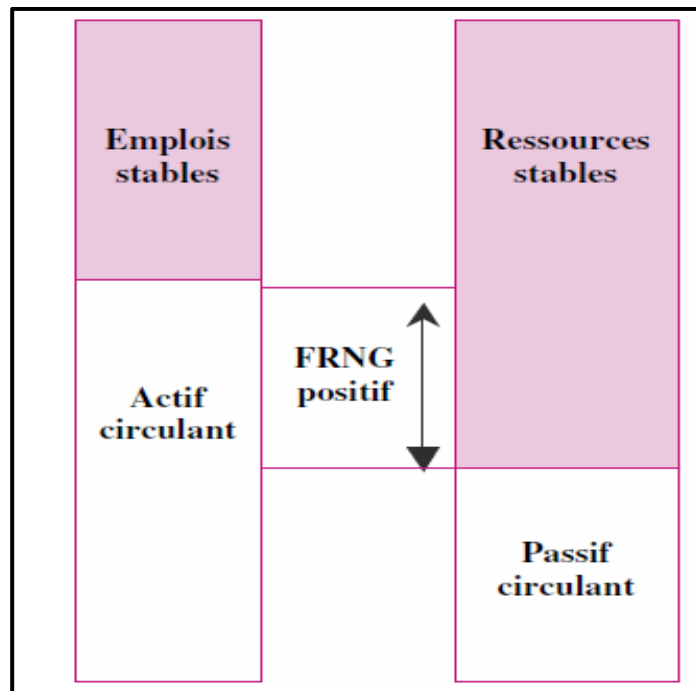 Emplois
stables
Ressources
stables
FRNG
positif
Actif
circulant
Passif
circulant